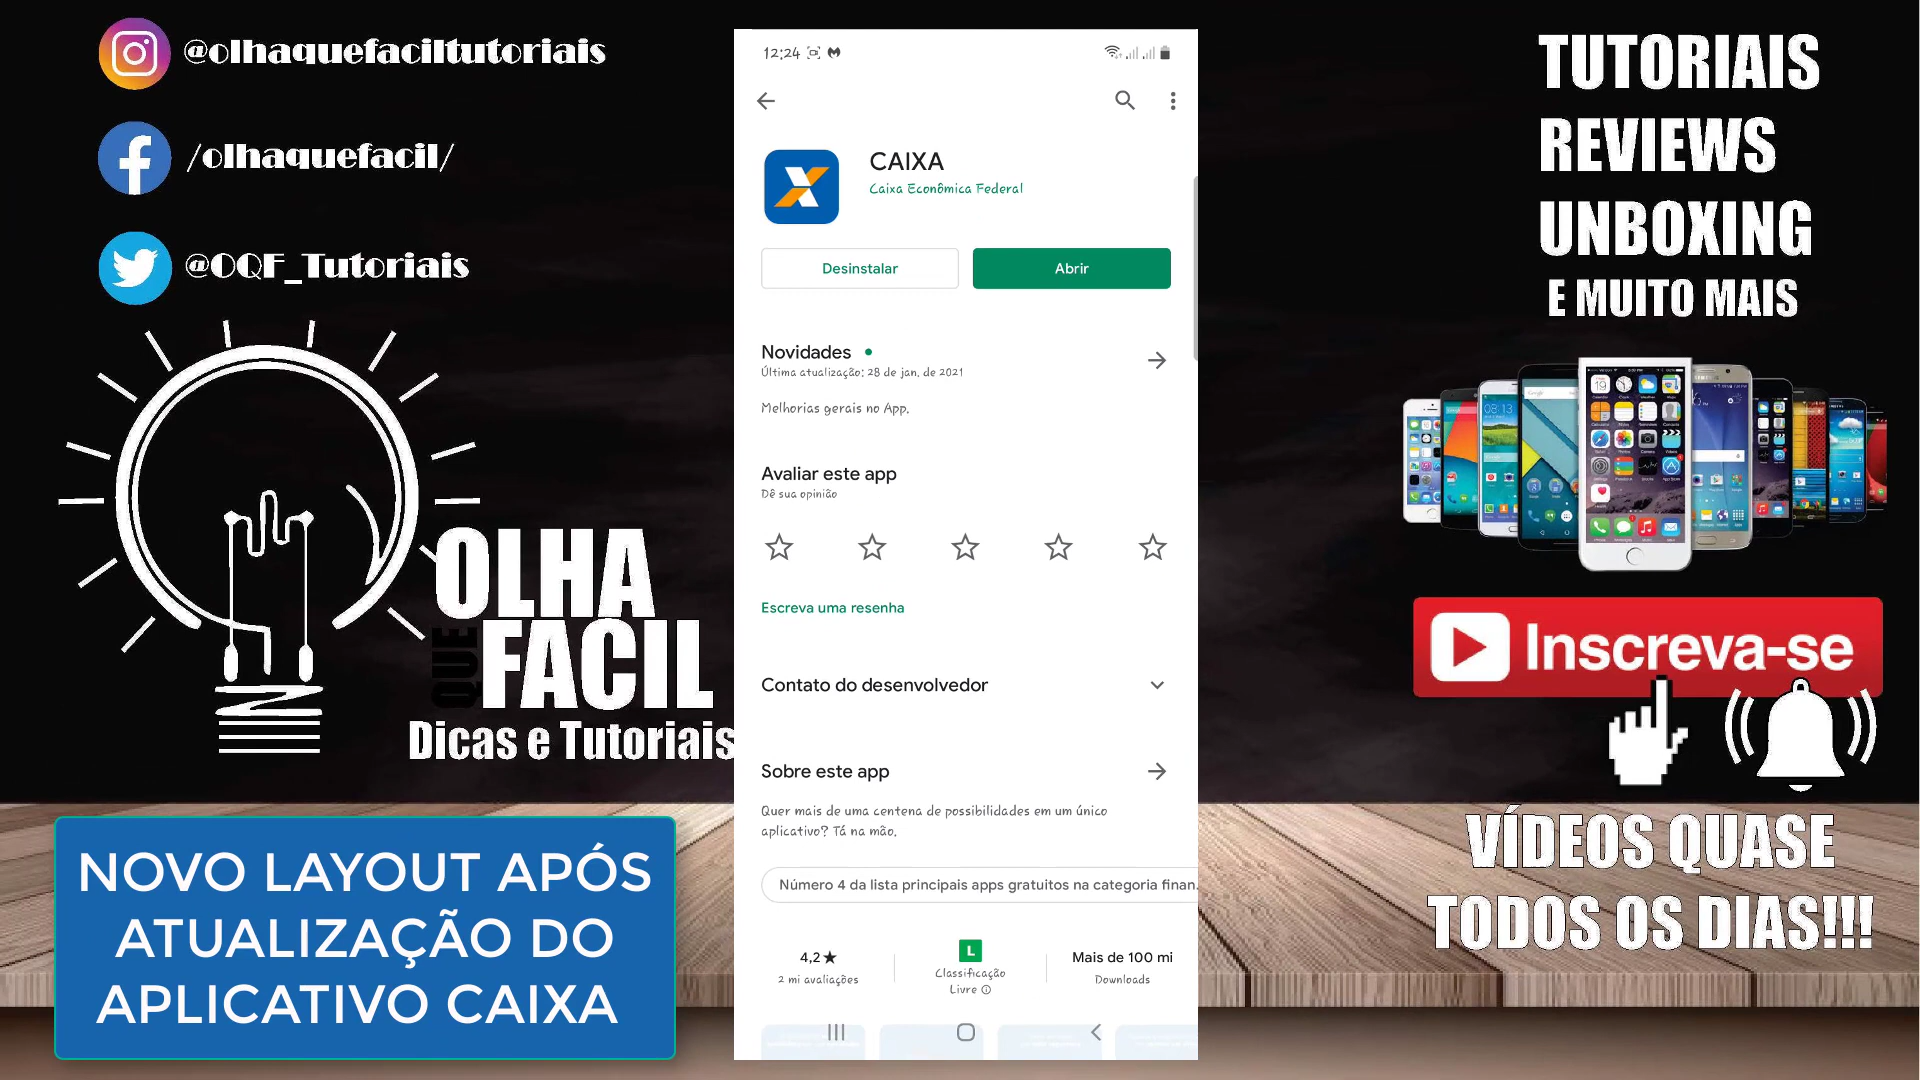 @olhaquefaciltutoriais
/olhaquefacil/
@OQF_Tutoriais
OLHA
QUE
FACIL
Dicas e Tutoriais
NOVO LAYOUT APÓS
ATUALIZAÇÃO DO
APLICATIVO CAIXA
12:24
CAIXA
Caixa Econômica Federal
Desinstalar
Abrir
Novidades
Última atualização: 28 de jan. de 2021
Melhorias gerais no App.
Avaliar este app
Dê sua opinião
Escreva uma resenha
Contato do desenvolvedor
Sobre este app
Quer mais de uma centena de possibilidades em um único
aplicativo? Tá na mão.
Número 4 da lista principais apps gratuitos na categoria finan.
4,2★
2 mi avaliações
L
Classificação
Livre
Mais de 100 mi
Downloads
TUTORIAIS
REVIEWS
UNBOXING
E MUITO MAIS
Inscreva-se
VÍDEOS QUASE
TODOS OS DIAS!!!